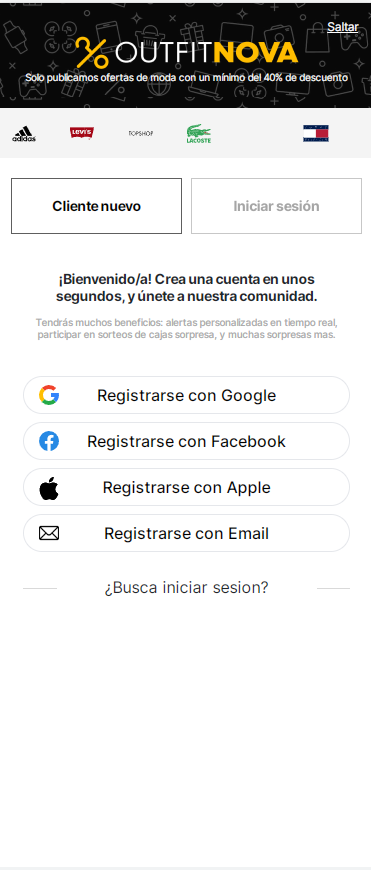 Saltar
OUTFITNOVA
Solo publicamos ofertas de moda con un mínimo del 40% de descuento
adidas
Levi's
TOPSHOP
LACOSTE
Cliente nuevo
Iniciar sesión
¡Bienvenido/a! Crea una cuenta en unos
segundos, y únete a nuestra comunidad.
Tendrás muchos beneficios: alertas personalizadas en tiempo real,
participar en sorteos de cajas sorpresa, y muchas sorpresas mas.
Registrarse con Google
Registrarse con Facebook
Registrarse con Apple
Registrarse con Email
¿Busca iniciar sesion?